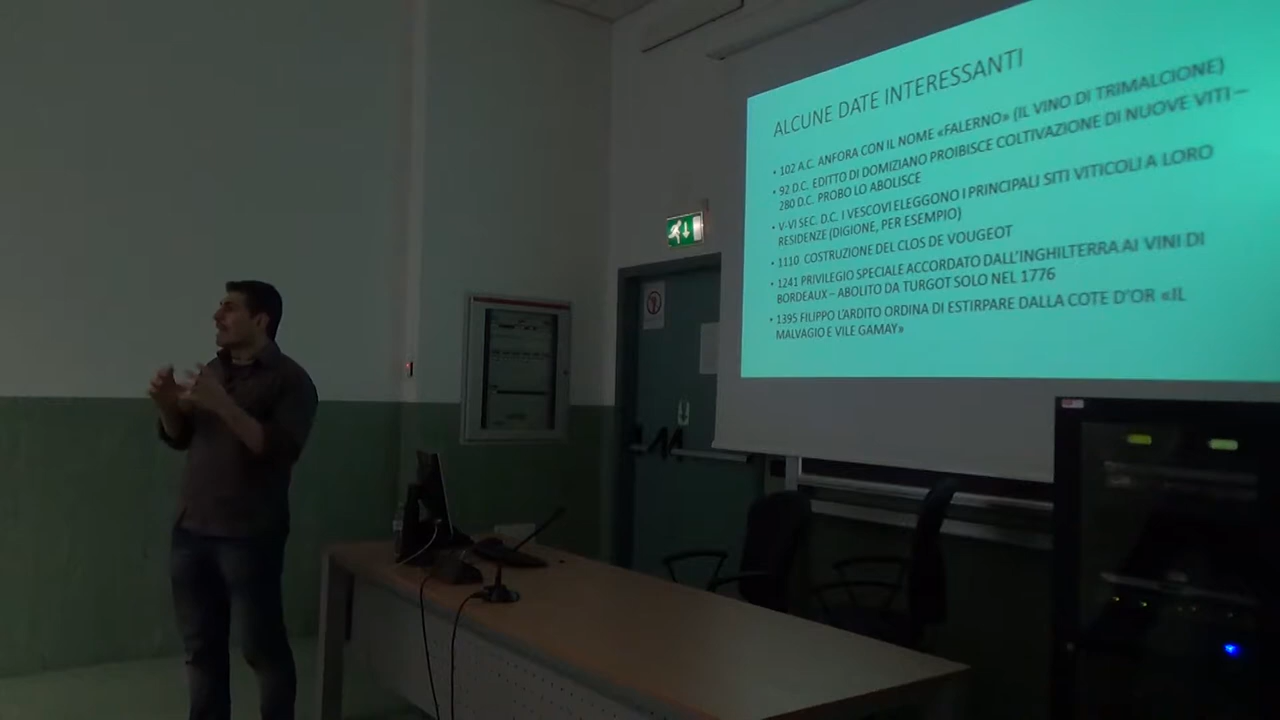 ALCUNE DATE INTERESSANTI
• 102 A.C. ANFORA CON IL NOME «FALERNO» (IL VINO DI TRIMALCIONE)
• 92 D.C. EDITTO DI DOMIZIANO PROIBISCE COLTIVAZIONE DI NUOVE VITI –
280 D.C. PROBO LO ABOLISCE
• V-VI SEC. D.C. I VESCOVI ELEGGONO I PRINCIPALI SITI VITICOLI A LORO
RESIDENZE (DIGIONE, PER ESEMPIO)
• 1110 COSTRUZIONE DEL CLOS DE VOUGEOT
• 1241 PRIVILEGIO SPECIALE ACCORDATO DALL'INGHILTERRA AI VINI DI
BORDEAUX – ABOLITO DA TURGOT SOLO NEL 1776
• 1395 FILIPPO L'ARDITO ORDINA DI ESTIRPARE DALLA COTE D'OR «IL
MALVAGIO E VILE GAMAY»